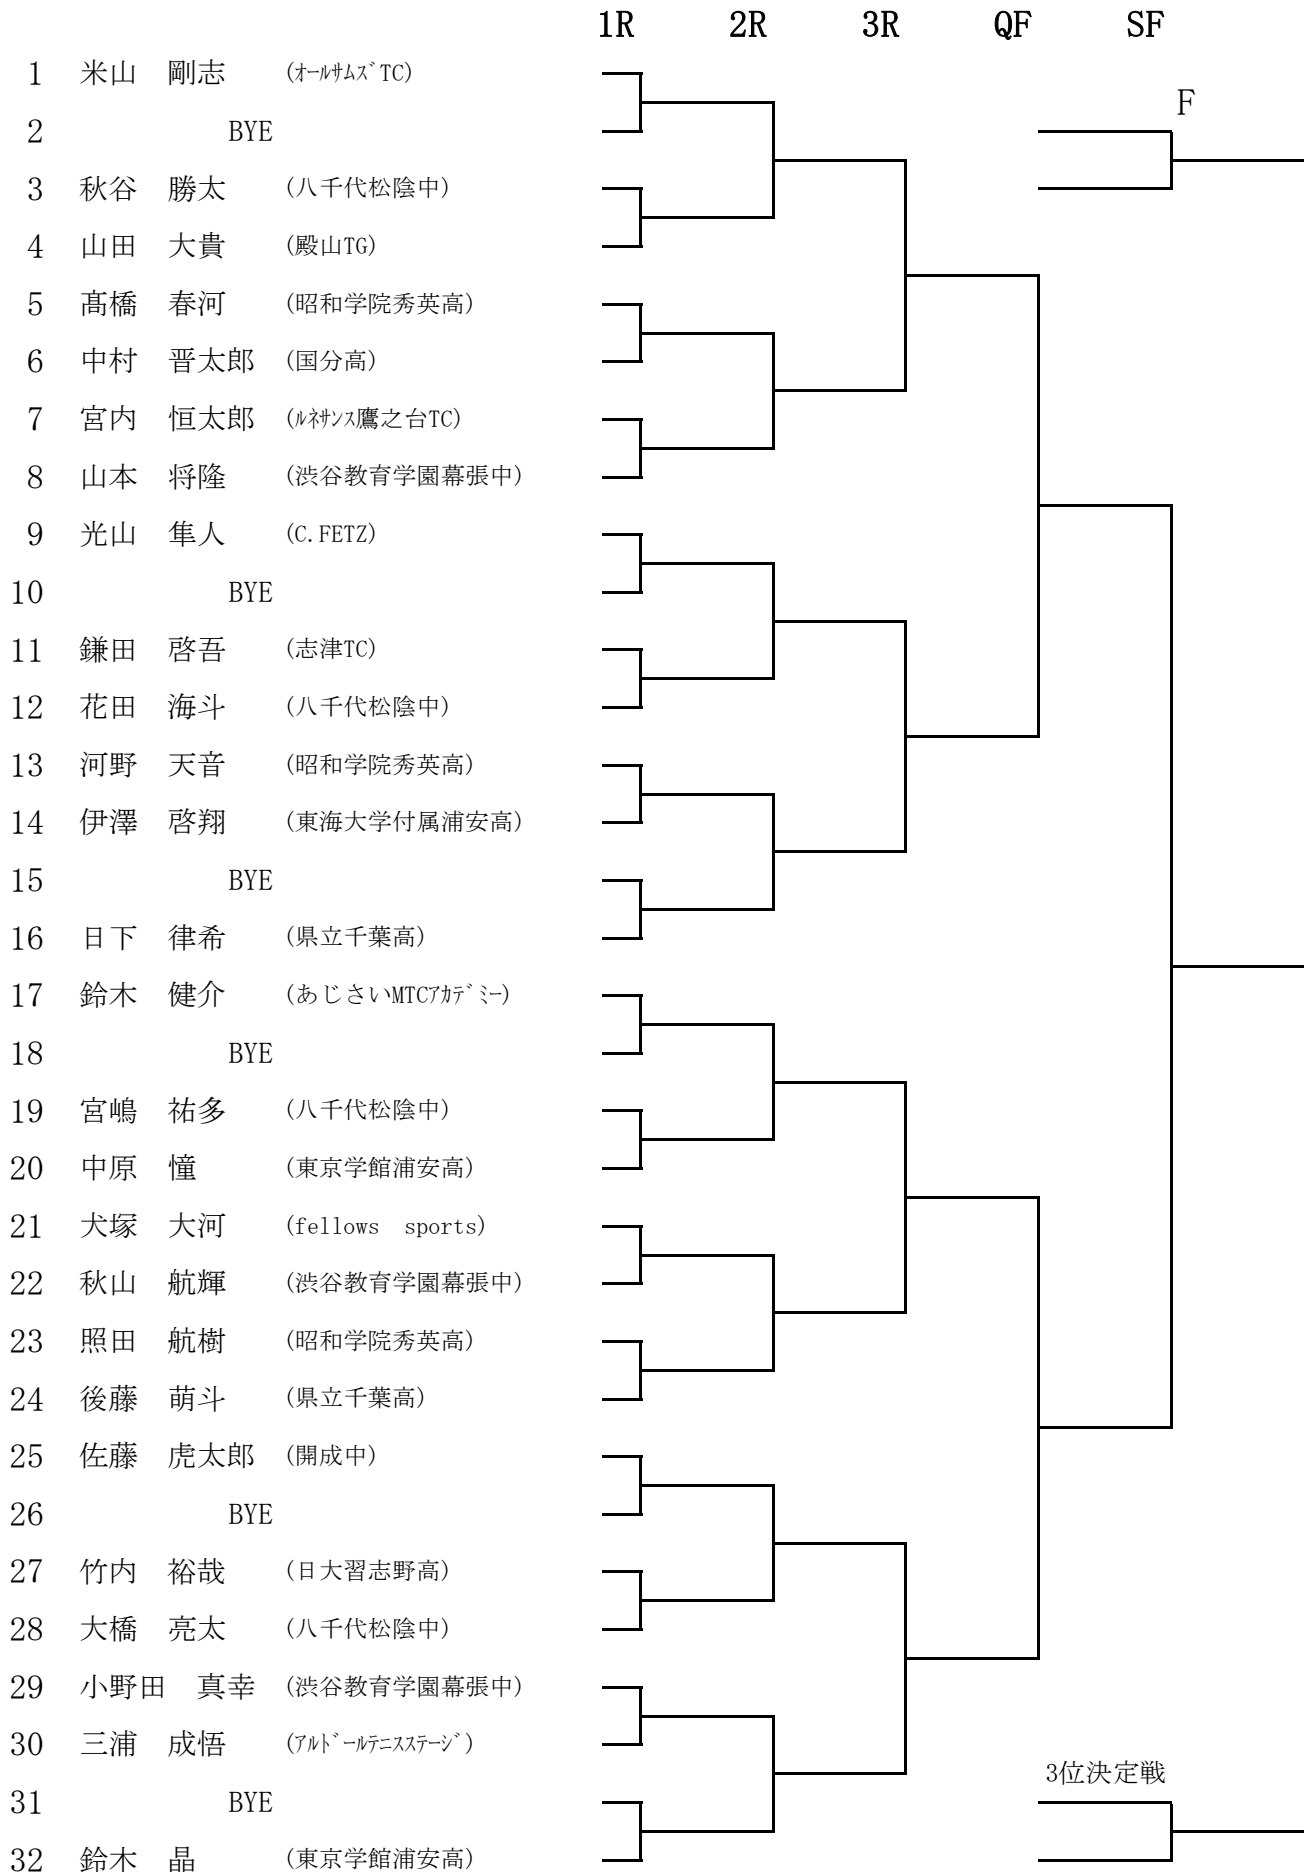 1R 2R 3R QF SF
1 米山 剛志 (ｵｰﾙｻﾑｽﾞTC)
F
2 BYE
3 秋谷 勝太 (八千代松陰中)
4 山田 大貴 (殿山TG)
5 髙橋 春河 (昭和学院秀英高)
6 中村 晋太郎 (国分高)
7 宮内 恒太郎 (ﾙﾈｻﾝｽ鷹之台TC)
8 山本 将隆 (渋谷教育学園幕張中)
9 光山 隼人 (C.FETZ)
10 BYE
11 鎌田 啓吾 (志津TC)
12 花田 海斗 (八千代松陰中)
13 河野 天音 (昭和学院秀英高)
14 伊澤 啓翔 (東海大学付属浦安高)
15 BYE
16 日下 律希 (県立千葉高)
17 鈴木 健介 (あじさいMTCｱｶﾃﾞﾐｰ)
18 BYE
19 宮嶋 祐多 (八千代松陰中)
20 中原 憧 (東京学館浦安高)
21 犬塚 大河 (fellows sports)
22 秋山 航輝 (渋谷教育学園幕張中)
23 照田 航樹 (昭和学院秀英高)
24 後藤 萌斗 (県立千葉高)
25 佐藤 虎太郎 (開成中)
26 BYE
27 竹内 裕哉 (日大習志野高)
28 大橋 亮太 (八千代松陰中)
29 小野田 真幸 (渋谷教育学園幕張中)
30 三浦 成悟 (ｱﾙﾄﾞｰﾙﾃﾆｽｽﾃｰｼﾞ)
3位決定戦
31 BYE
32 鈴木 晶 (東京学館浦安高)